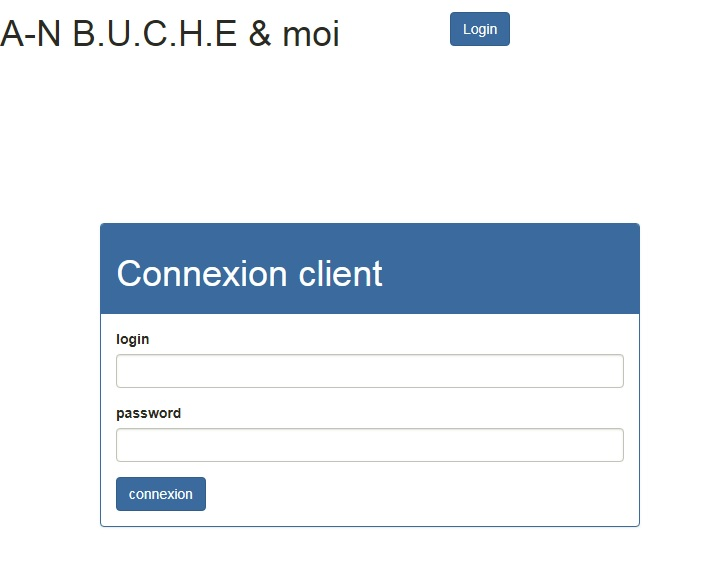 A-N B.U.C.H.E & moi
Login
Connexion client
login
password
connexion